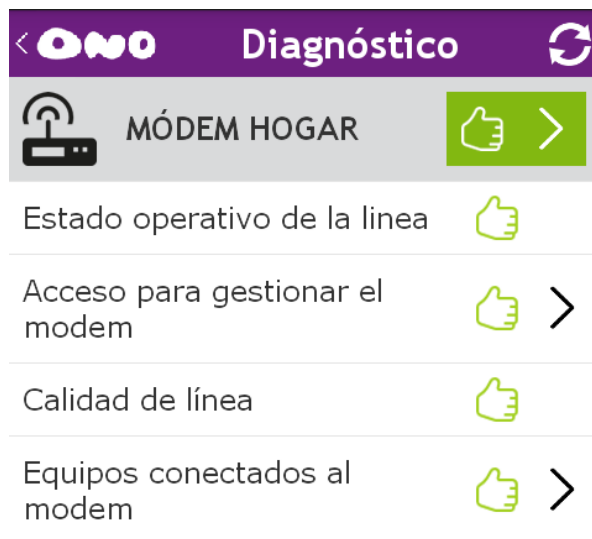 ONO Diagnóstico
MÓDEM HOGAR
Estado operativo de la linea
Acceso para gestionar el
modem
Calidad de línea
Equipos conectados al
modem